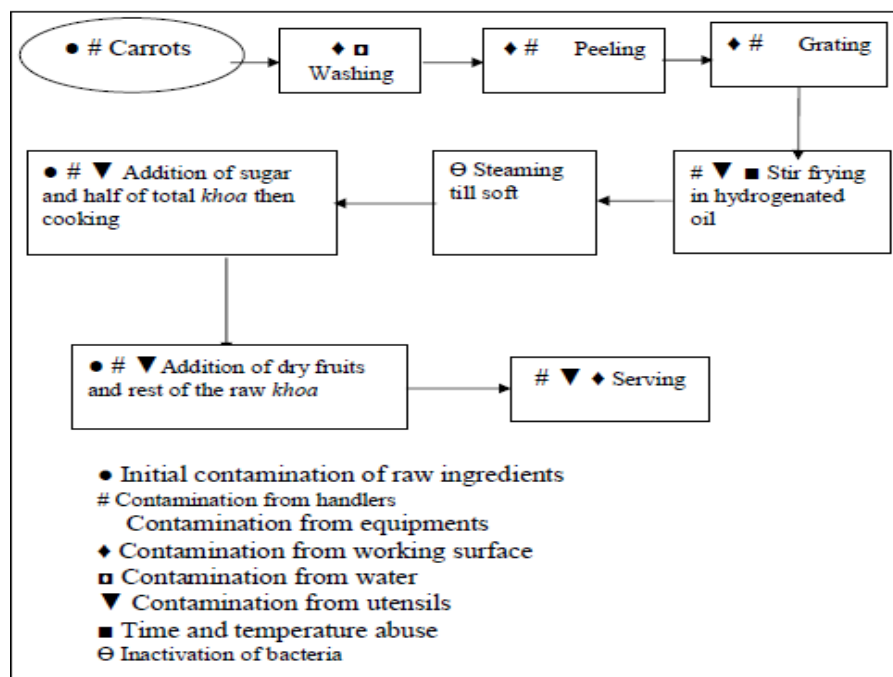 ● # Carrots
◆ ◘
Washing
◆ # Peeling
◆ # Grating
# ▼ ■ Stir frying
in hydrogenated
oil
Ɵ Steaming
till soft
● # ▼ Addition of sugar
and half of total khoa then
cooking
● # ▼ Addition of dry fruits
and rest of the raw khoa
# ▼ ◆ Serving
● Initial contamination of raw ingredients
# Contamination from handlers
Contamination from equipments
◆ Contamination from working surface
◘ Contamination from water
▼ Contamination from utensils
■ Time and temperature abuse
Ɵ Inactivation of bacteria